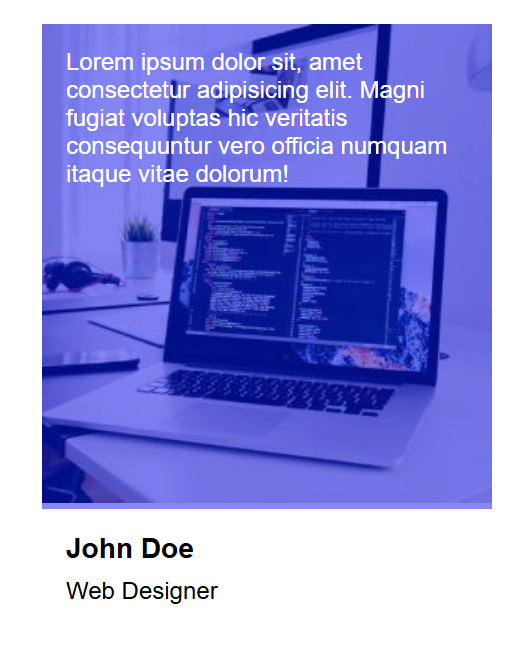 Lorem ipsum dolor sit, amet
consectetur adipisicing elit. Magni
fugiat voluptas hic veritatis
consequuntur vero officia numquam
itaque vitae dolorum!
John Doe
Web Designer